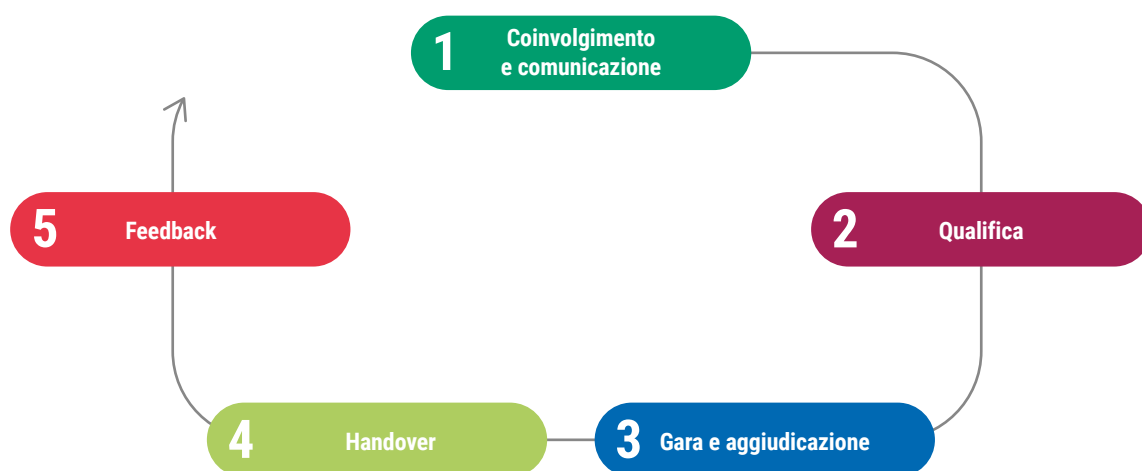 1
Coinvolgimento
e comunicazione
2
Qualifica
3
Gara e aggiudicazione
4
Handover
5
Feedback